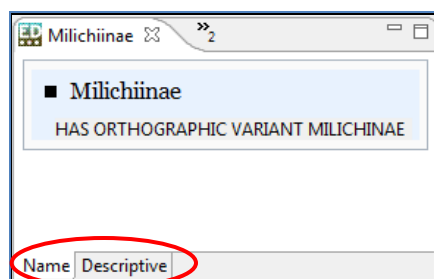 Milichiinae »2
■ Milichiinae
HAS ORTHOGRAPHIC VARIANT MILICHINAE
Name Descriptive